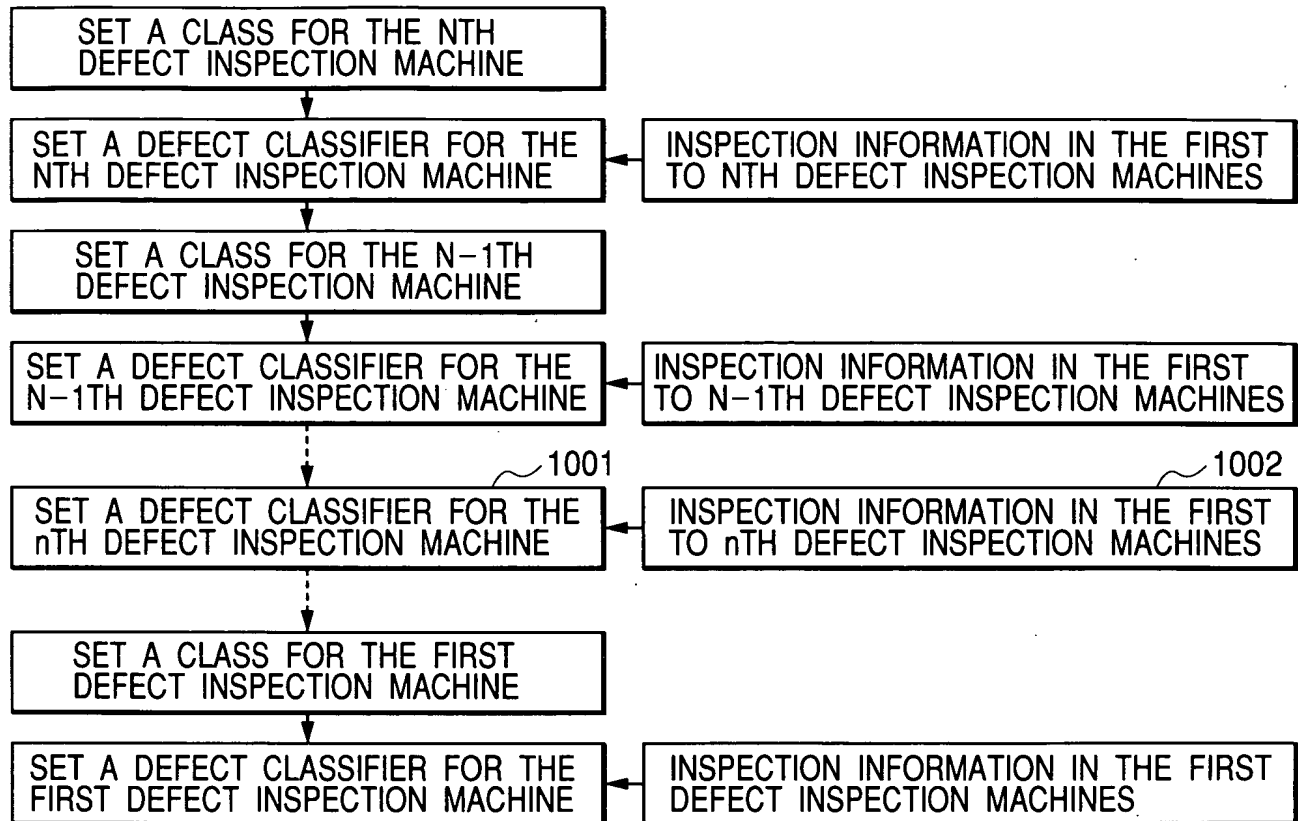 SET A CLASS FOR THE NTH
DEFECT INSPECTION MACHINE
SET A DEFECT CLASSIFIER FOR THE
NTH DEFECT INSPECTION MACHINE
INSPECTION INFORMATION IN THE FIRST
TO NTH DEFECT INSPECTION MACHINES
SET A CLASS FOR THE N-1TH
DEFECT INSPECTION MACHINE
SET A DEFECT CLASSIFIER FOR THE
N-1TH DEFECT INSPECTION MACHINE
INSPECTION INFORMATION IN THE FIRST
TO N-1TH DEFECT INSPECTION MACHINES
1001
1002
SET A DEFECT CLASSIFIER FOR THE
nTH DEFECT INSPECTION MACHINE
INSPECTION INFORMATION IN THE FIRST
TO nTH DEFECT INSPECTION MACHINES
SET A CLASS FOR THE FIRST
DEFECT INSPECTION MACHINE
SET A DEFECT CLASSIFIER FOR THE
FIRST DEFECT INSPECTION MACHINE
INSPECTION INFORMATION IN THE FIRST
DEFECT INSPECTION MACHINES